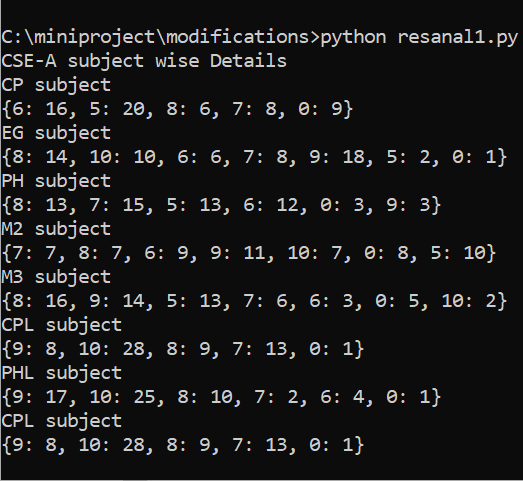 C:\miniproject\modifications>python resanal1.py
CSE-A subject wise Details
CP subject
{6: 16, 5: 20, 8: 6, 7: 8, 0: 9}
EG subject
{8: 14, 10: 10, 6: 6, 7: 8, 9: 18, 5: 2, 0: 1}
PH subject
{8: 13, 7: 15, 5: 13, 6: 12, 0: 3, 9: 3}
M2 subject
{7: 7, 8: 7, 6: 9, 9: 11, 10: 7, 0: 8, 5: 10}
M3 subject
{8: 16, 9: 14, 5: 13, 7: 6, 6: 3, 0: 5, 10: 2}
CPL subject
{9: 8, 10: 28, 8: 9, 7: 13, 0: 1}
PHL subject
{9: 17, 10: 25, 8: 10, 7: 2, 6: 4, 0: 1}
CPL subject
{9: 8, 10: 28, 8: 9, 7: 13, 0: 1}